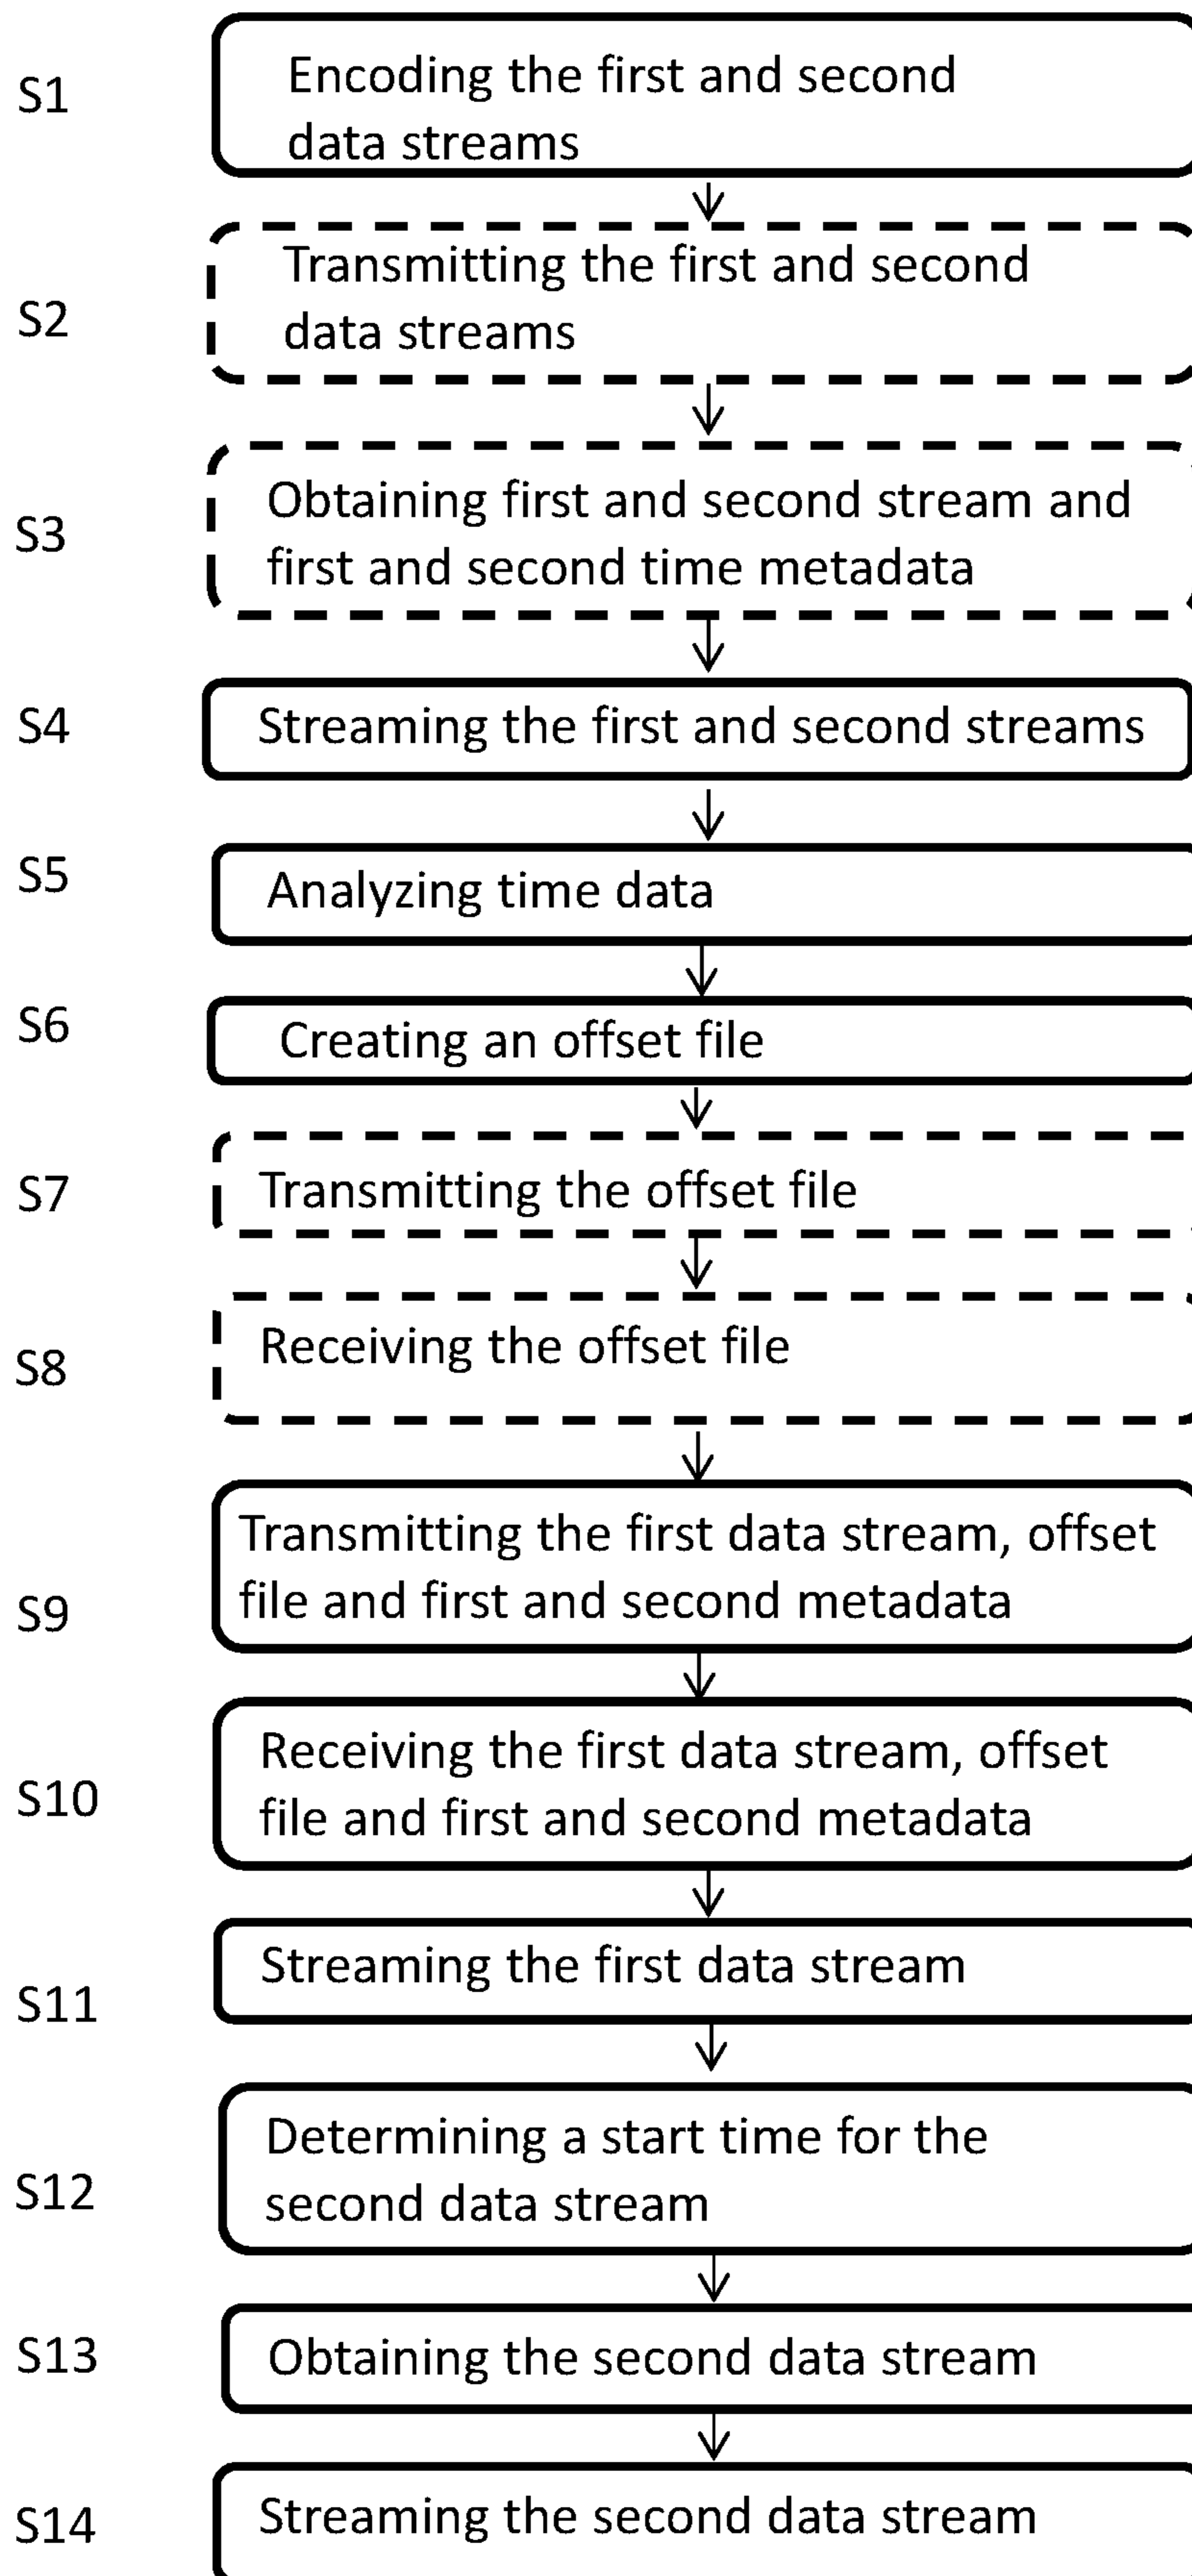 S1
Encoding the first and second
data streams
S2
Transmitting the first and second
data streams
S3
Obtaining first and second stream and
first and second time metadata
S4
Streaming the first and second streams
S5
Analyzing time data
S6
Creating an offset file
S7
Transmitting the offset file
S8
Receiving the offset file
S9
Transmitting the first data stream, offset
file and first and second metadata
S10
Receiving the first data stream, offset
file and first and second metadata
S11
Streaming the first data stream
S12
Determining a start time for the
second data stream
S13
Obtaining the second data stream
S14
Streaming the second data stream